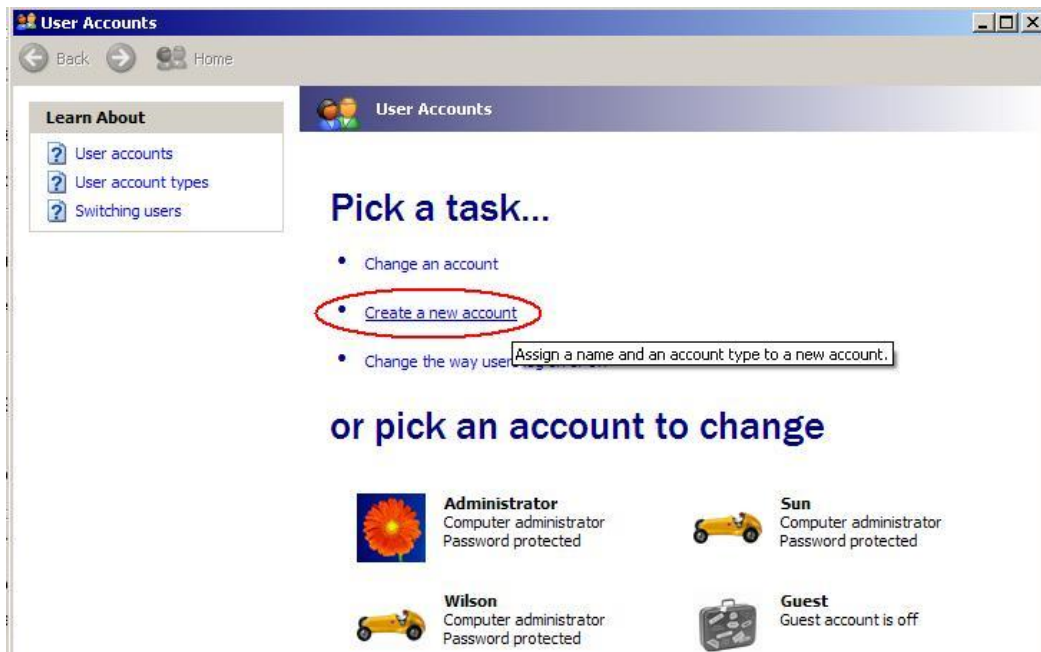 User Accounts
Back Home
Learn About
User accounts
User account types
Switching users
User Accounts
Pick a task...
Change an account
Create a new account
Assign a name and an account type to a new account.
Change the way users
or pick an account to change
Administrator
Computer administrator
Password protected
Sun
Computer administrator
Password protected
Wilson
Computer administrator
Password protected
Guest
Guest account is off